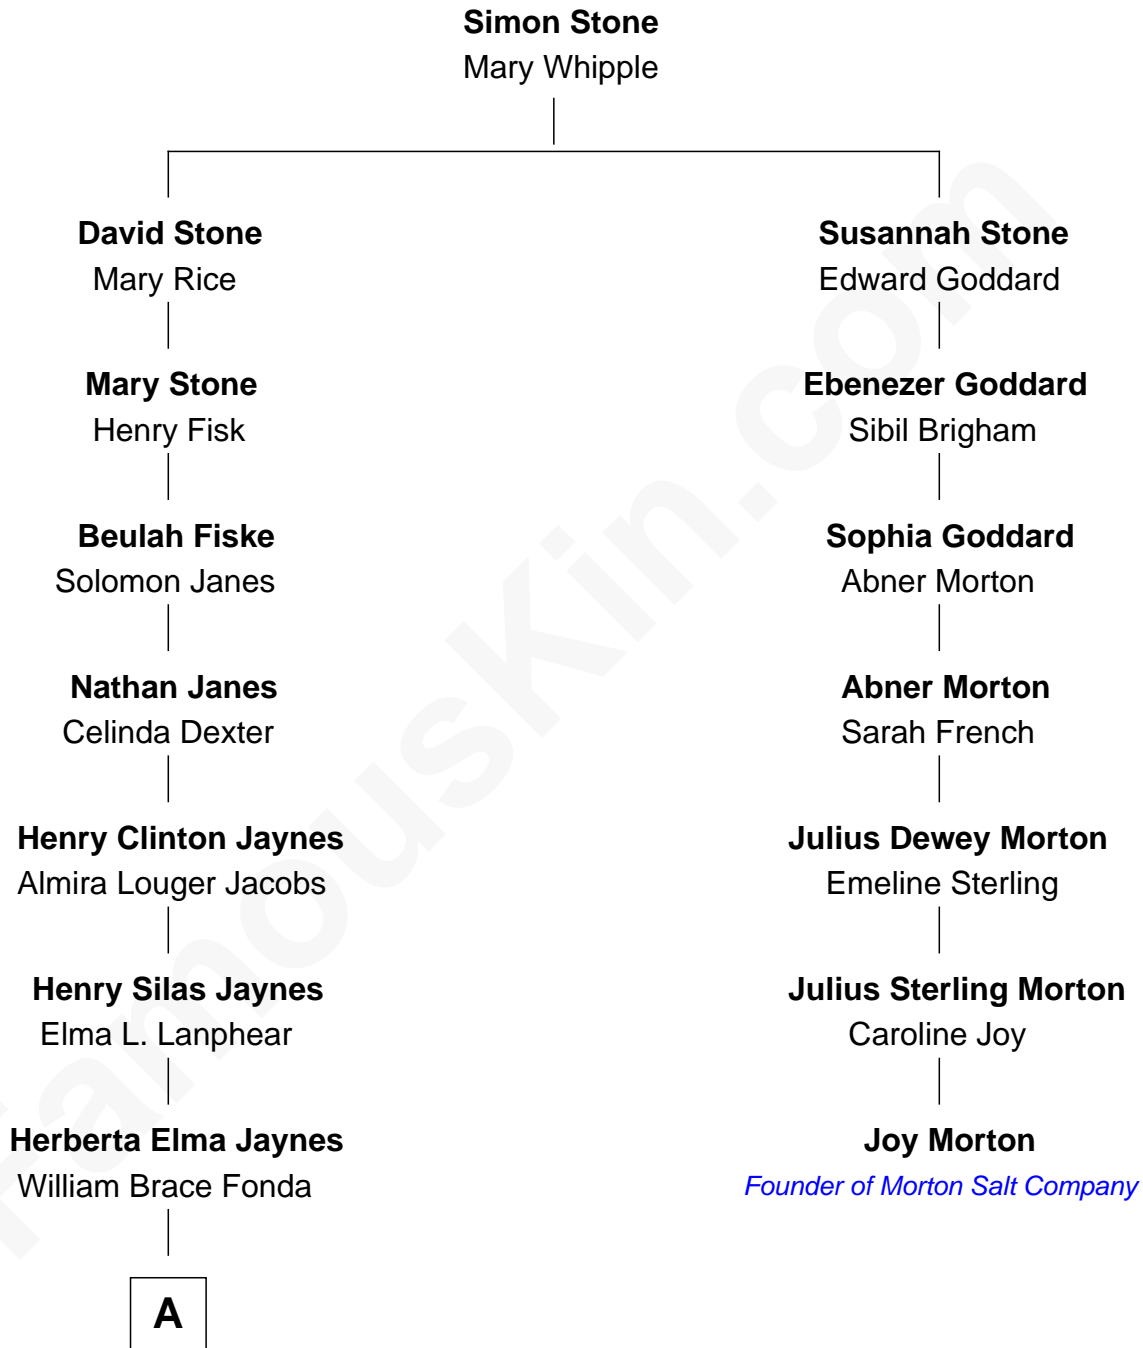 Simon Stone
Mary Whipple
David Stone
Mary Rice
Susannah Stone
Edward Goddard
Mary Stone
Henry Fisk
Ebenezer Goddard
Sibil Brigham
Beulah Fiske
Solomon Janes
Sophia Goddard
Abner Morton
Nathan Janes
Celinda Dexter
Abner Morton
Sarah French
Henry Clinton Jaynes
Almira Louger Jacobs
Julius Dewey Morton
Emeline Sterling
Henry Silas Jaynes
Elma L. Lanphear
Julius Sterling Morton
Caroline Joy
Herberta Elma Jaynes
William Brace Fonda
Joy Morton
Founder of Morton Salt Company
A
FamousKin.com